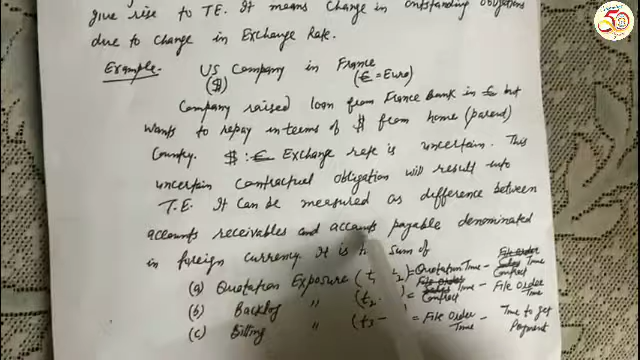 give rise to TE. It means Change in outstanding obligations
due to change in Exchange Rate.
Example. US Company in France
($) (€ = Euro)
Company raised loan from France Bank in € but
wants to repay in terms of $ from home (parent)
Country. $ : € Exchange rate is uncertain. This
uncertain contractual obligation will result into
T.E. It can be measured as difference between
accounts receivables and accounts payable denominated
in foreign currency. It is sum of
(a) Quotation Exposure (t1 t2) = Quotation Time - Contract Time
(b) Backlog " (t2 ) = Contract Time - File order Time
(c) Billing " (t3 - ) = File order Time - Time to get Payment
50